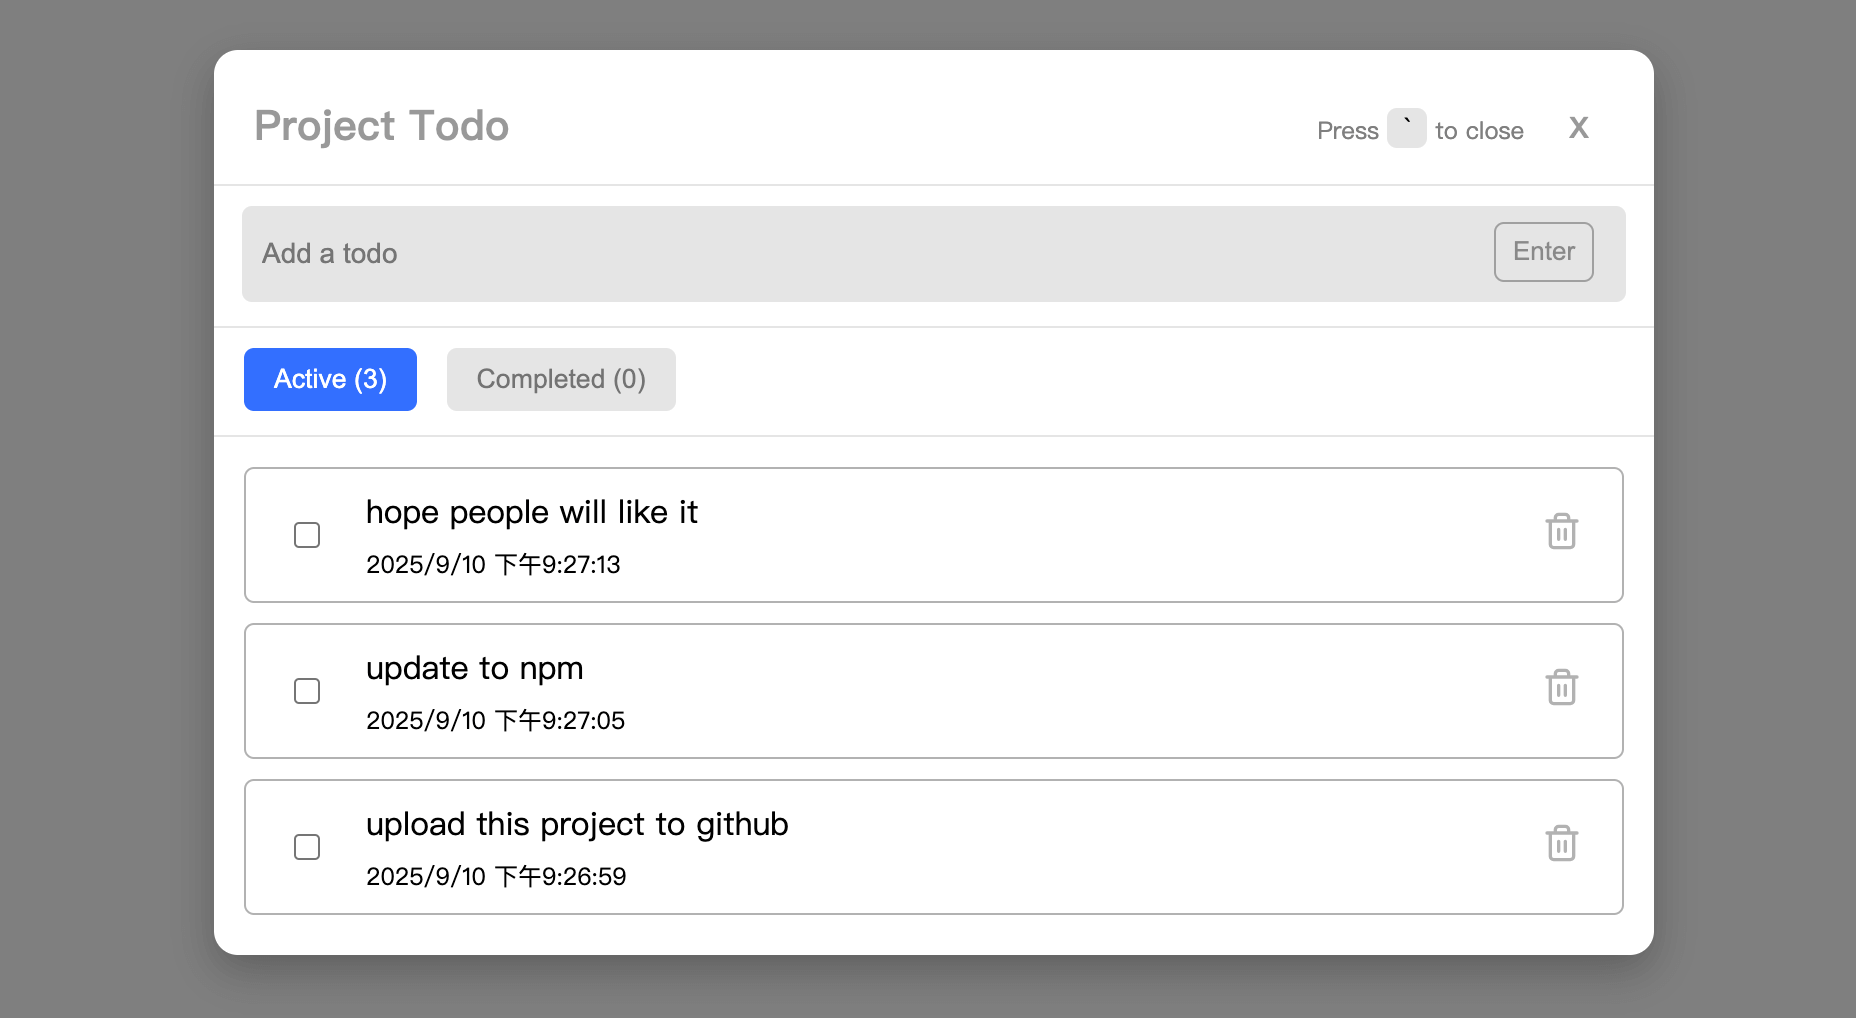 Project Todo
Press ` to close X
Add a todo
Enter
Active (3)
Completed (0)
hope people will like it
2025/9/10 下午9:27:13
update to npm
2025/9/10 下午9:27:05
upload this project to github
2025/9/10 下午9:26:59